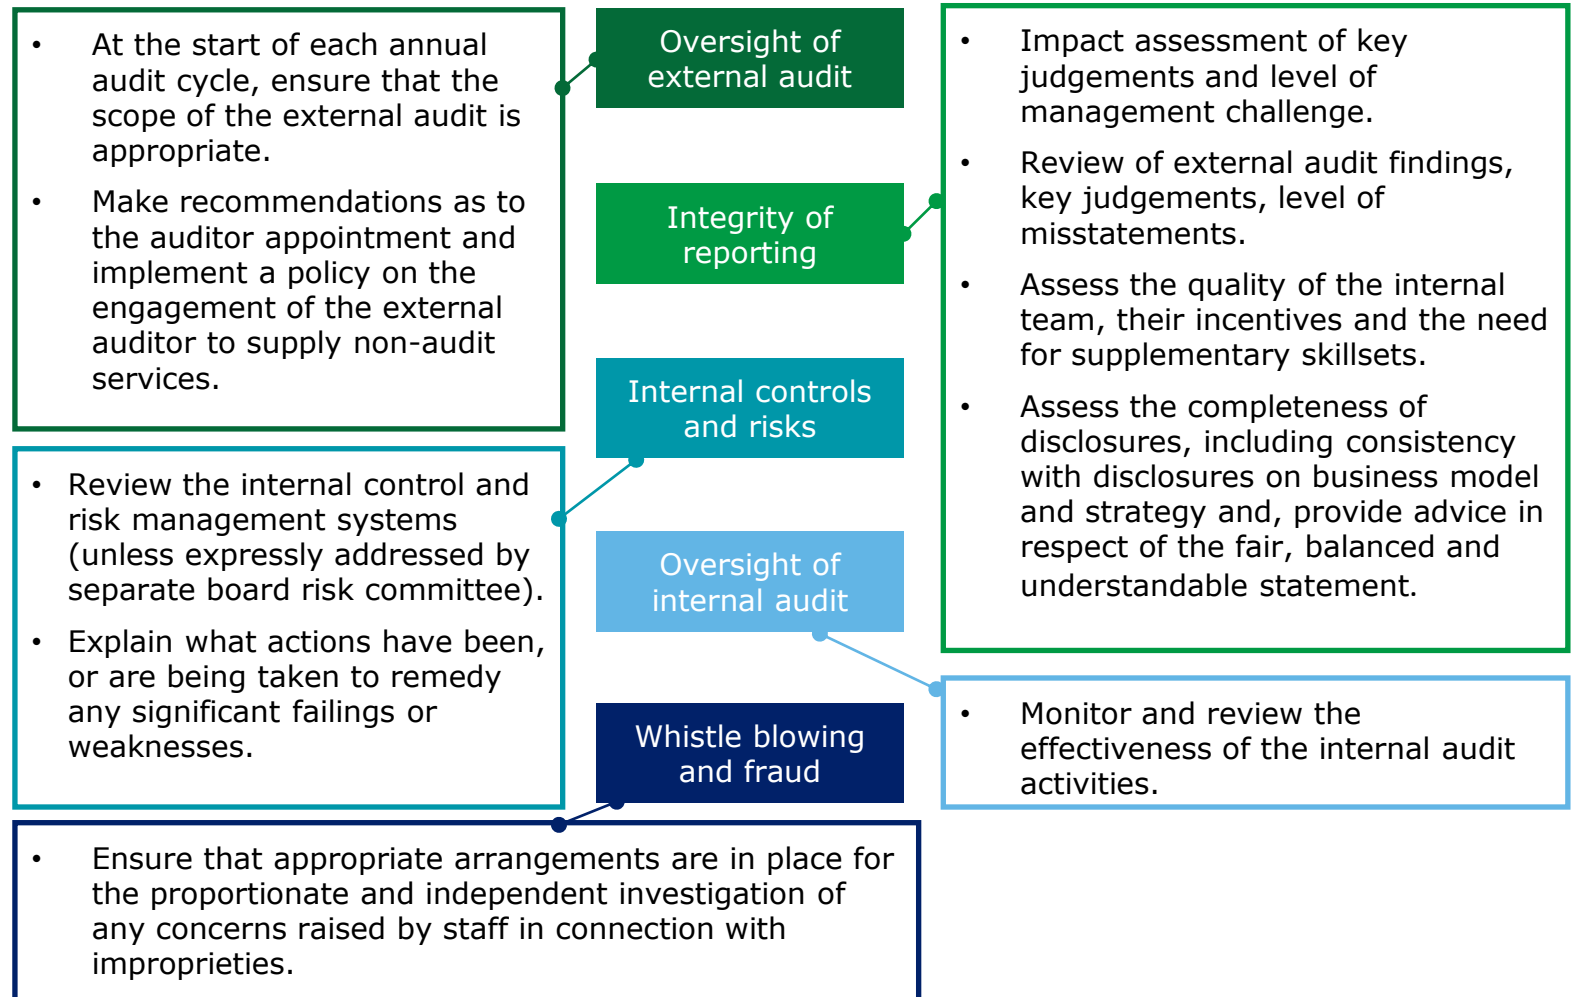 • At the start of each annual
audit cycle, ensure that the
scope of the external audit is
appropriate.
• Make recommendations as to
the auditor appointment and
implement a policy on the
engagement of the external
auditor to supply non-audit
services.
Oversight of
external audit
Integrity of
reporting
• Impact assessment of key
judgements and level of
management challenge.
• Review of external audit findings,
key judgements, level of
misstatements.
• Assess the quality of the internal
team, their incentives and the need
for supplementary skillsets.
• Assess the completeness of
disclosures, including consistency
with disclosures on business model
and strategy and, provide advice in
respect of the fair, balanced and
understandable statement.
Internal controls
and risks
• Review the internal control and
risk management systems
(unless expressly addressed by
separate board risk committee).
• Explain what actions have been,
or are being taken to remedy
any significant failings or
weaknesses.
Oversight of
internal audit
• Monitor and review the
effectiveness of the internal audit
activities.
Whistle blowing
and fraud
• Ensure that appropriate arrangements are in place for
the proportionate and independent investigation of
any concerns raised by staff in connection with
improprieties.